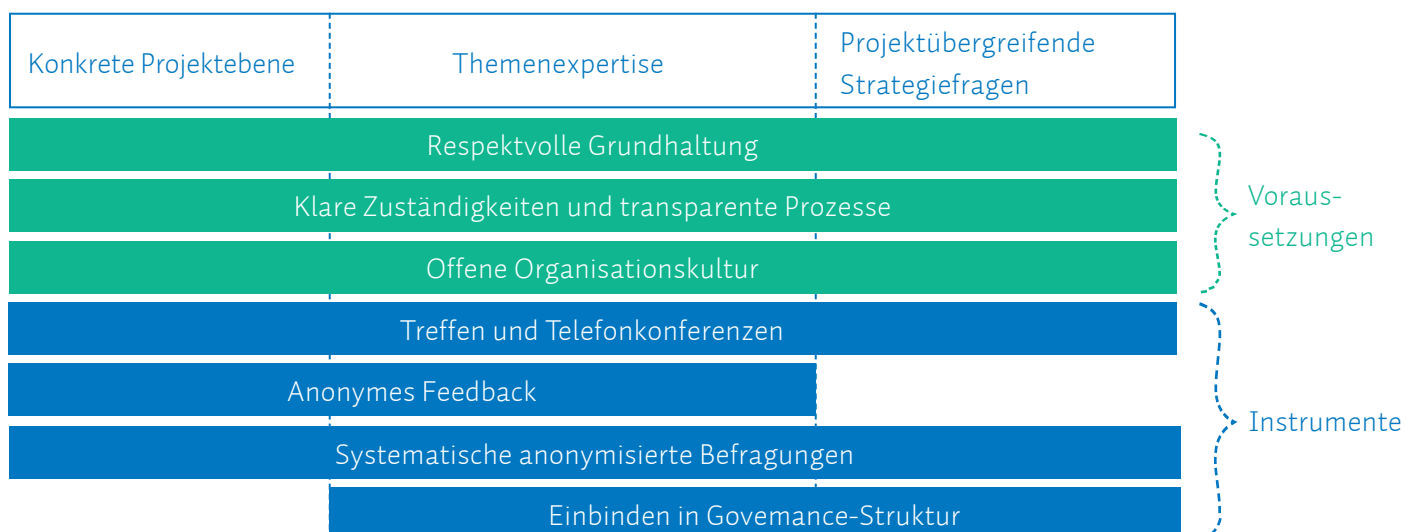 Konkrete Projektebene
Themenexpertise
Projektübergreifende
Strategiefragen
Respektvolle Grundhaltung
Klare Zuständigkeiten und transparente Prozesse
Offene Organisationskultur
Voraus-
setzungen
Treffen und Telefonkonferenzen
Anonymes Feedback
Systematische anonymisierte Befragungen
Einbinden in Govemance-Struktur
Instrumente